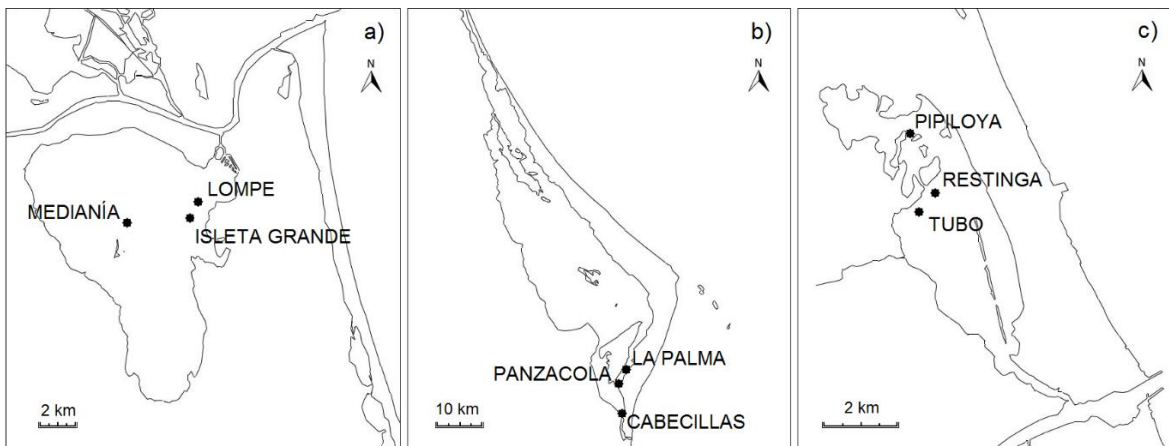 a)
N
LOMPE
MEDIANÍA
ISLETA GRANDE
2 km
b)
N
LA PALMA
PANZACOLA
CABECILLAS
10 km
c)
N
PIPILOYA
RESTINGA
TUBO
2 km